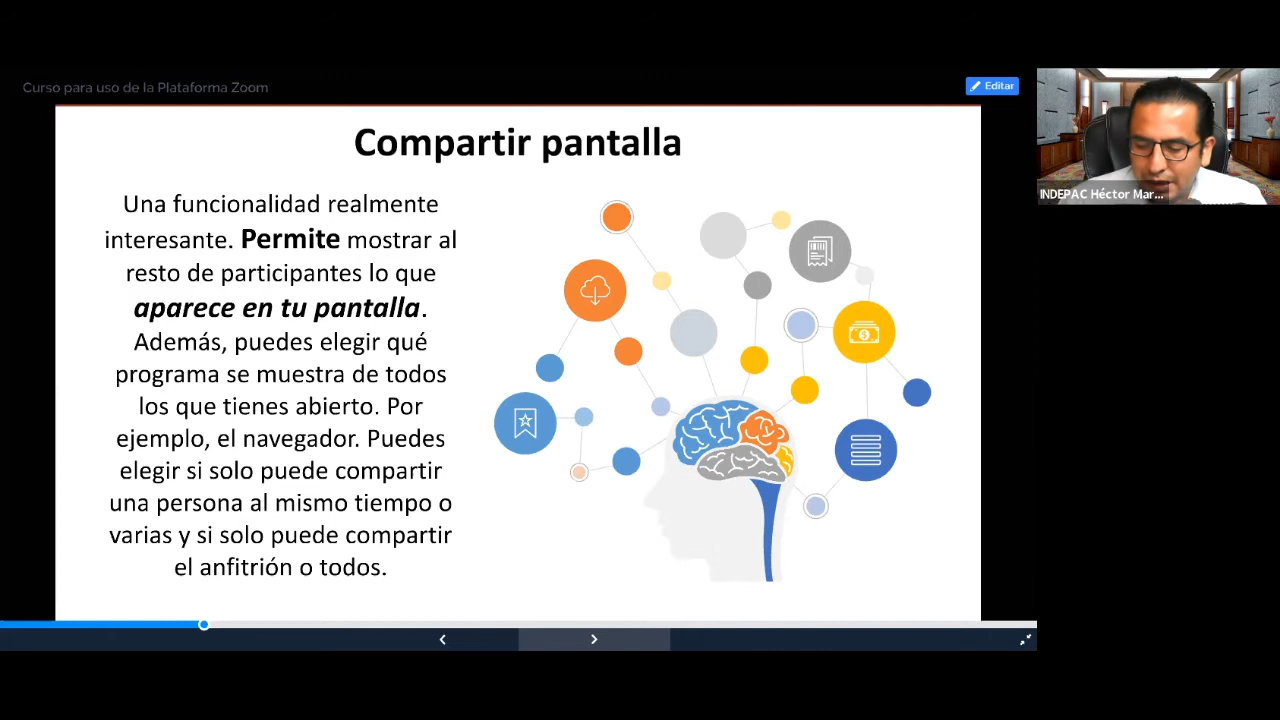 Curso para uso de la Plataforma Zoom
Editar
Compartir pantalla
Una funcionalidad realmente
interesante. Permite mostrar al
resto de participantes lo que
aparece en tu pantalla.
Además, puedes elegir qué
programa se muestra de todos
los que tienes abierto. Por
ejemplo, el navegador. Puedes
elegir si solo puede compartir
una persona al mismo tiempo o
varias y si solo puede compartir
el anfitrión o todos.
INDEPAC Héctor Mar...